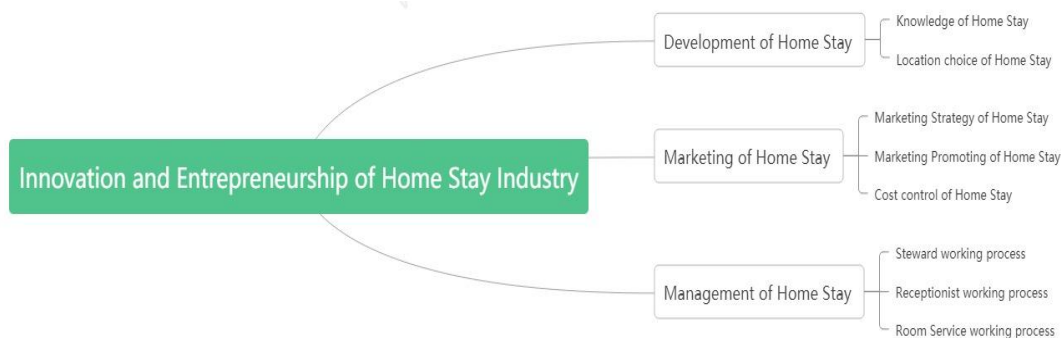 Innovation and Entrepreneurship of Home Stay Industry
Development of Home Stay
Knowledge of Home Stay
Location choice of Home Stay
Marketing of Home Stay
Marketing Strategy of Home Stay
Marketing Promoting of Home Stay
Cost control of Home Stay
Management of Home Stay
Steward working process
Receptionist working process
Room Service working process